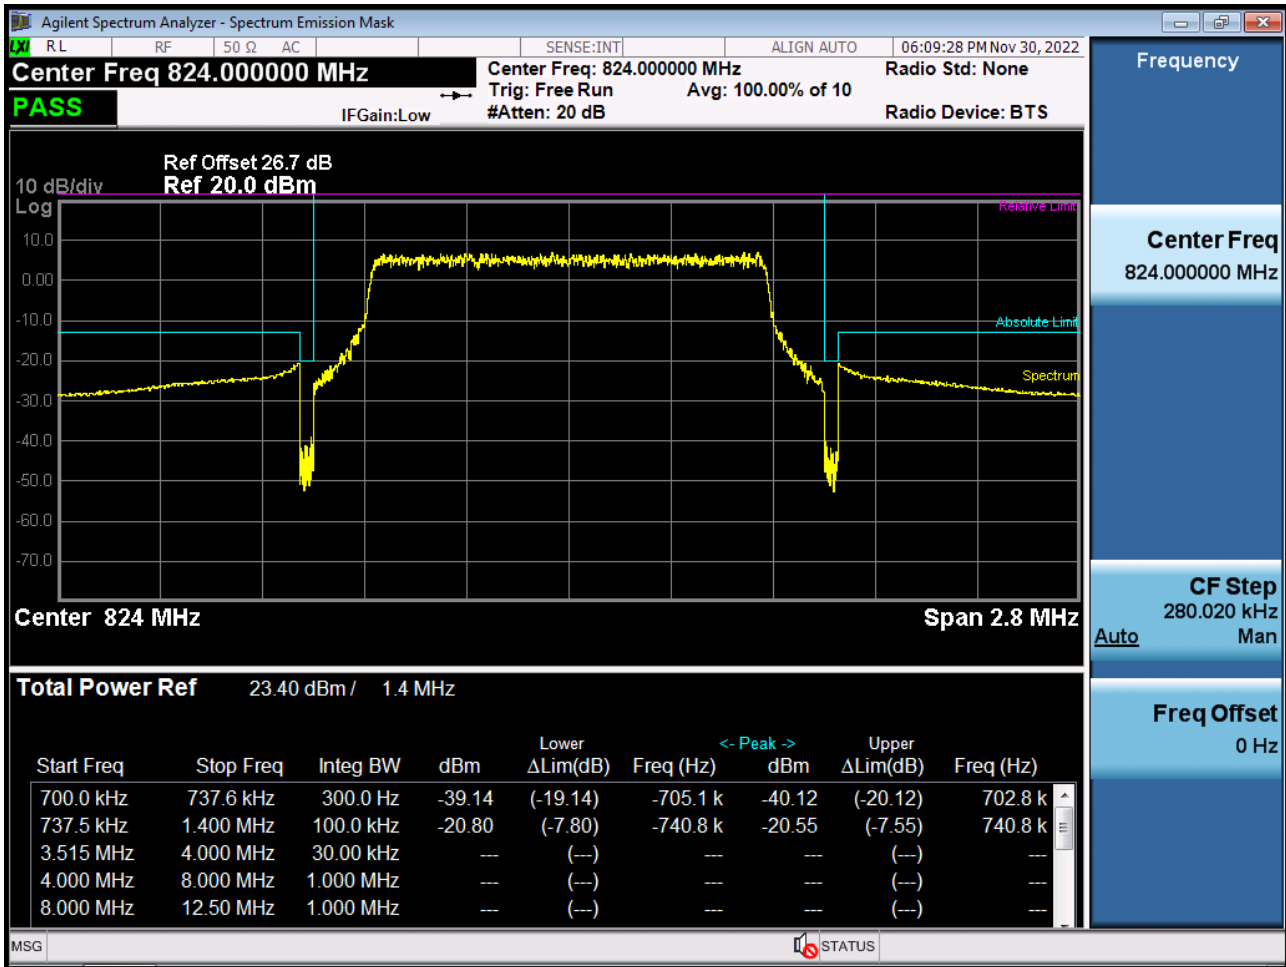 Agilent Spectrum Analyzer - Spectrum Emission Mask
LXI RL RF 50 Ω AC SENSE:INT ALIGN AUTO 06:09:28 PM Nov 30, 2022
Center Freq 824.000000 MHz Center Freq: 824.000000 MHz Radio Std: None
Trig: Free Run Avg: 100.00% of 10
PASS IFGain:Low #Atten: 20 dB Radio Device: BTS
Ref Offset 26.7 dB
10 dB/div Ref 20.0 dBm
Log
Relative Limit
10.0
0.00
-10.0
Absolute Limit
-20.0
Spectrum
-30.0
-40.0
-50.0
-60.0
-70.0
Center 824 MHz Span 2.8 MHz
Total Power Ref 23.40 dBm / 1.4 MHz
Lower <- Peak -> Upper
Start Freq Stop Freq Integ BW dBm ΔLim(dB) Freq (Hz) dBm ΔLim(dB) Freq (Hz)
700.0 kHz 737.6 kHz 300.0 Hz -39.14 (-19.14) -705.1 k -40.12 (-20.12) 702.8 k
737.5 kHz 1.400 MHz 100.0 kHz -20.80 (-7.80) -740.8 k -20.55 (-7.55) 740.8 k
3.515 MHz 4.000 MHz 30.00 kHz --- (---) --- --- (---) ---
4.000 MHz 8.000 MHz 1.000 MHz --- (---) --- --- (---) ---
8.000 MHz 12.50 MHz 1.000 MHz --- (---) --- --- (---) ---
MSG STATUS
Frequency
Center Freq
824.000000 MHz
CF Step
280.020 kHz
Auto Man
Freq Offset
0 Hz